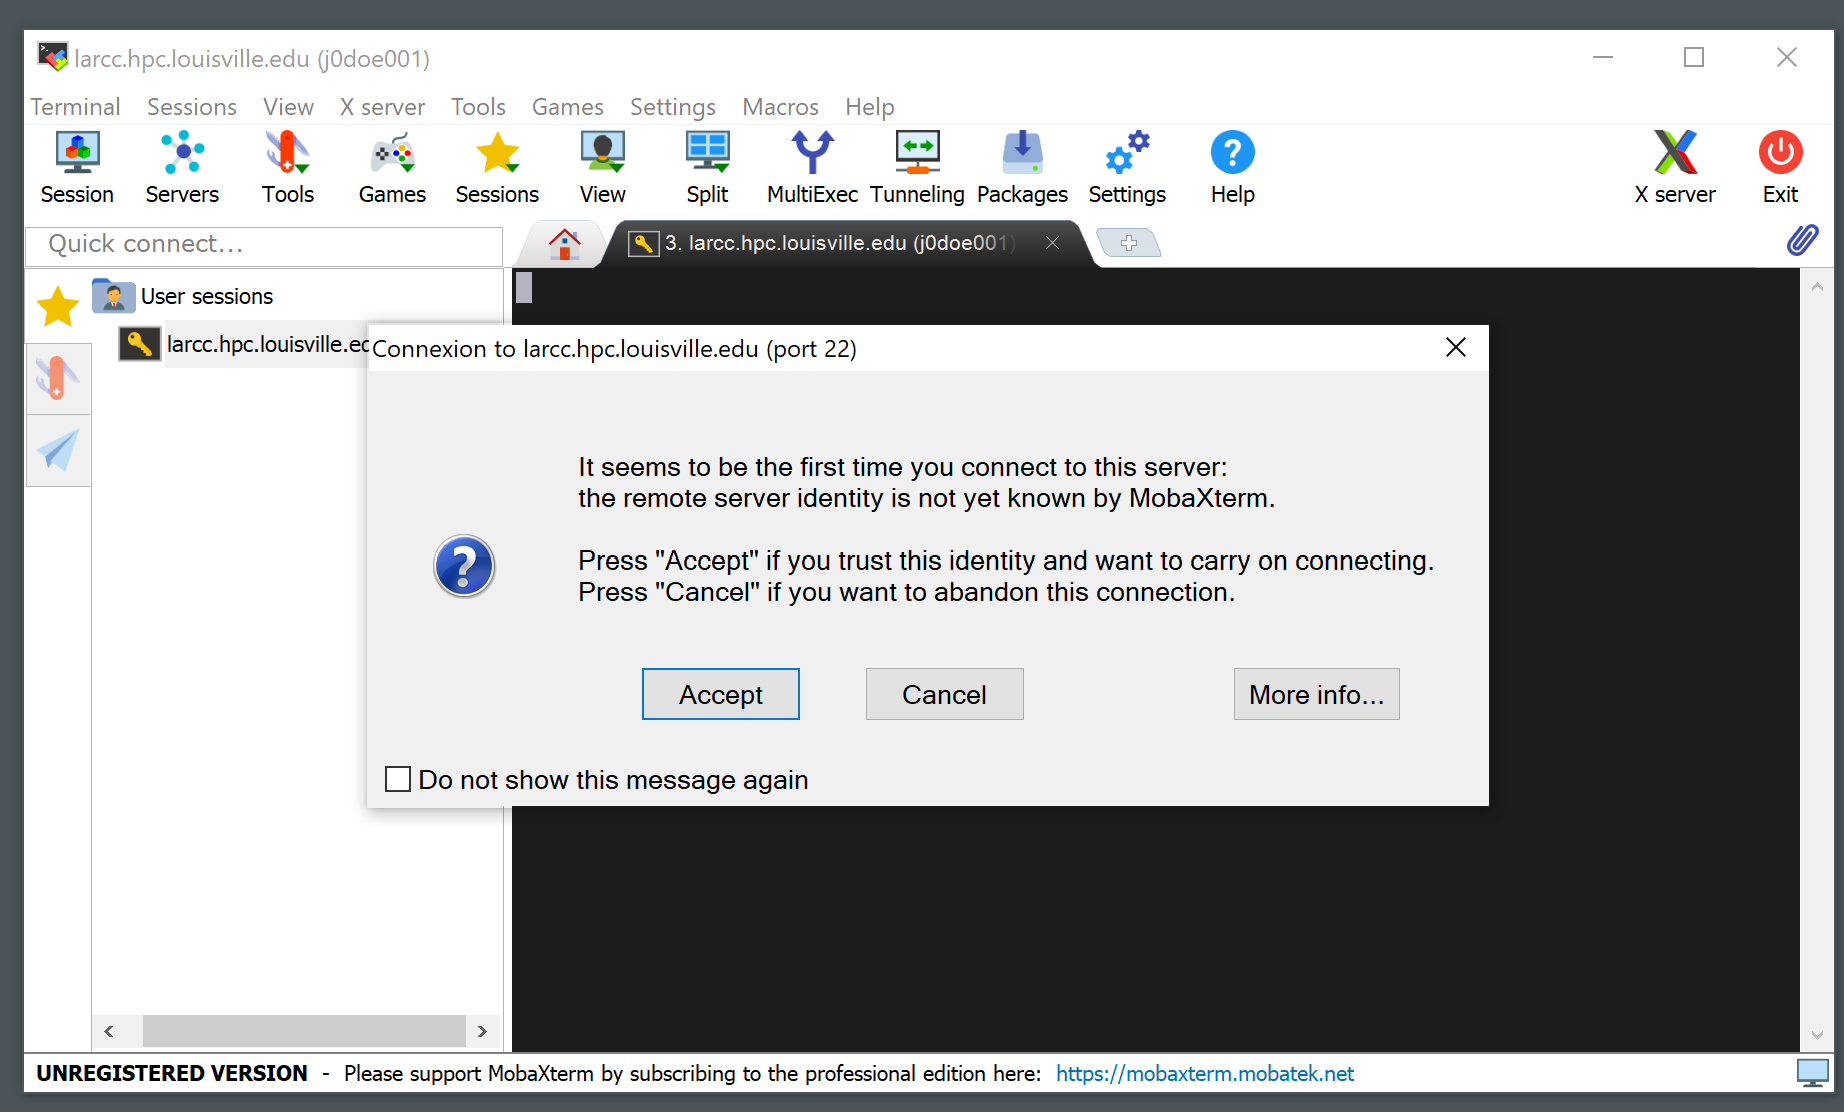 larcc.hpc.louisville.edu (j0doe001)
Terminal Sessions View X server Tools Games Settings Macros Help
Session Servers Tools Games Sessions View Split MultiExec Tunneling Packages Settings Help X server Exit
Quick connect...
3. larcc.hpc.louisville.edu (j0doe001)
User sessions
larcc.hpc.louisville.ed
Connexion to larcc.hpc.louisville.edu (port 22)
It seems to be the first time you connect to this server:
the remote server identity is not yet known by MobaXterm.
Press "Accept" if you trust this identity and want to carry on connecting.
Press "Cancel" if you want to abandon this connection.
Accept Cancel More info...
Do not show this message again
UNREGISTERED VERSION - Please support MobaXterm by subscribing to the professional edition here: https://mobaxterm.mobatek.net